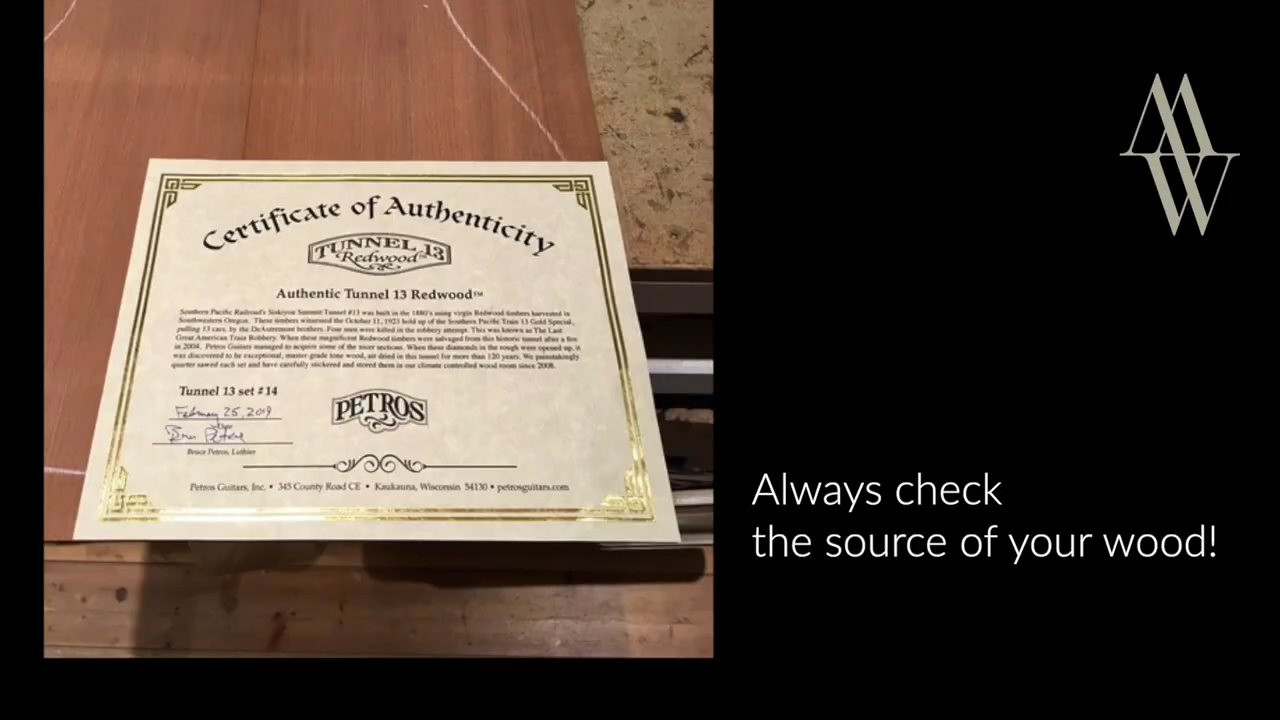 Certificate of Authenticity
TUNNEL 13
Redwood™
Authentic Tunnel 13 Redwood™
Southern Pacific Railroad's Siskiyou Summit Tunnel #13 was built in the 1880's using virgin Redwood timbers harvested in
Southwestern Oregon. These timbers witnessed the October 11, 1923 hold up of the Southern Pacific Train 13 Gold Special,
pulling 13 cars, by the DeAutremont brothers. Four men were killed in the robbery attempt. This was known as The Last
Great American Train Robbery. When these magnificent Redwood timbers were salvaged from this historic tunnel after a fire
in 2004. Petros Guitars managed to acquire some of the nicer sections. When these diamonds in the rough were opened up, it
was discovered to be exceptional, master-grade tone wood, air dried in this tunnel for more than 120 years. We painstakingly
quarter sawed each set and have carefully stickered and stored them in our climate controlled wood room since 2008.
Tunnel 13 set #14
February 25, 2019
PETROS
Bruce Petros, Luthier
Petros Guitars, Inc. • 345 County Road CE • Kaukauna, Wisconsin 54130 • petrosguitars.com
Always check
the source of your wood!